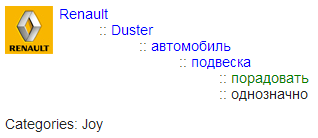 RENAULT
Renault
:: Duster
:: автомобиль
:: подвеска
:: порадовать
:: однозначно
Categories: Joy